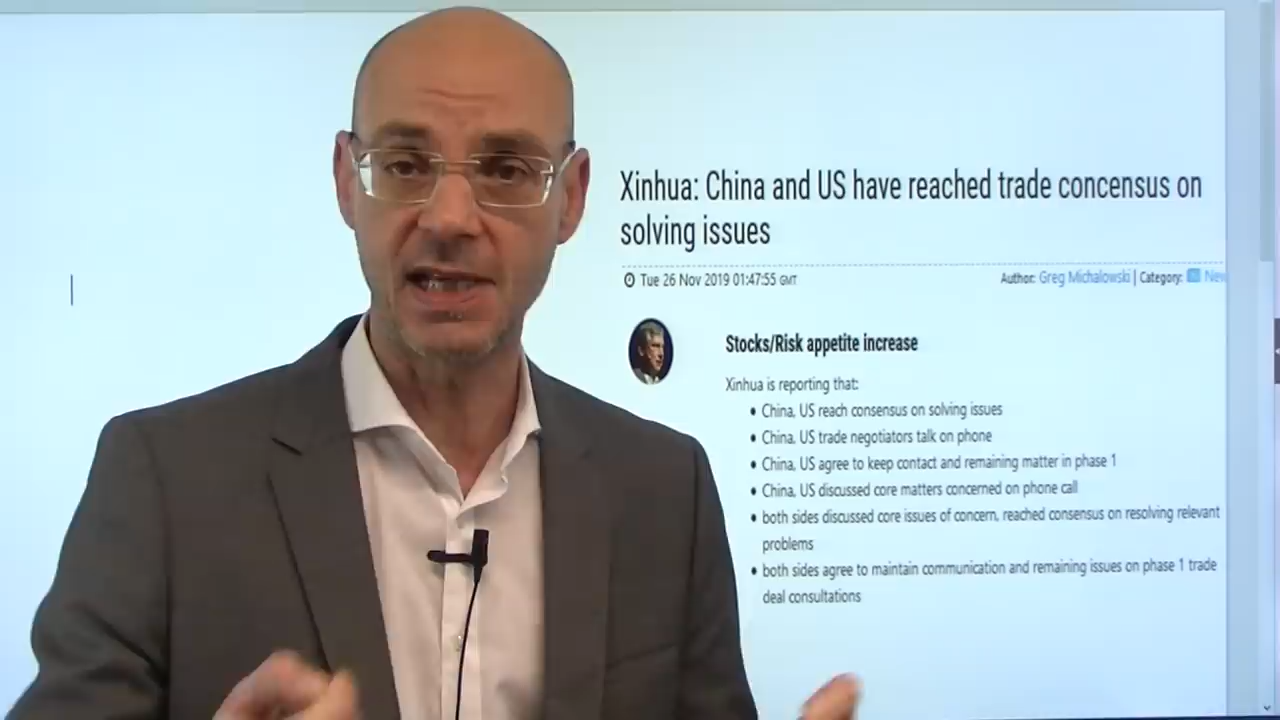 Xinhua: China and US have reached trade concensus on
solving issues
Tue 26 Nov 2019 01:47:55 GMT
Author: Greg Michalowski | Category: New
Stocks/Risk appetite increase
Xinhua is reporting that:
• China, US reach consensus on solving issues
• China, US trade negotiators talk on phone
• China, US agree to keep contact and remaining matter in phase 1
• China, US discussed core matters concerned on phone call
• both sides discussed core issues of concern, reached consensus on resolving relevant
problems
• both sides agree to maintain communication and remaining issues on phase 1 trade
deal consultations